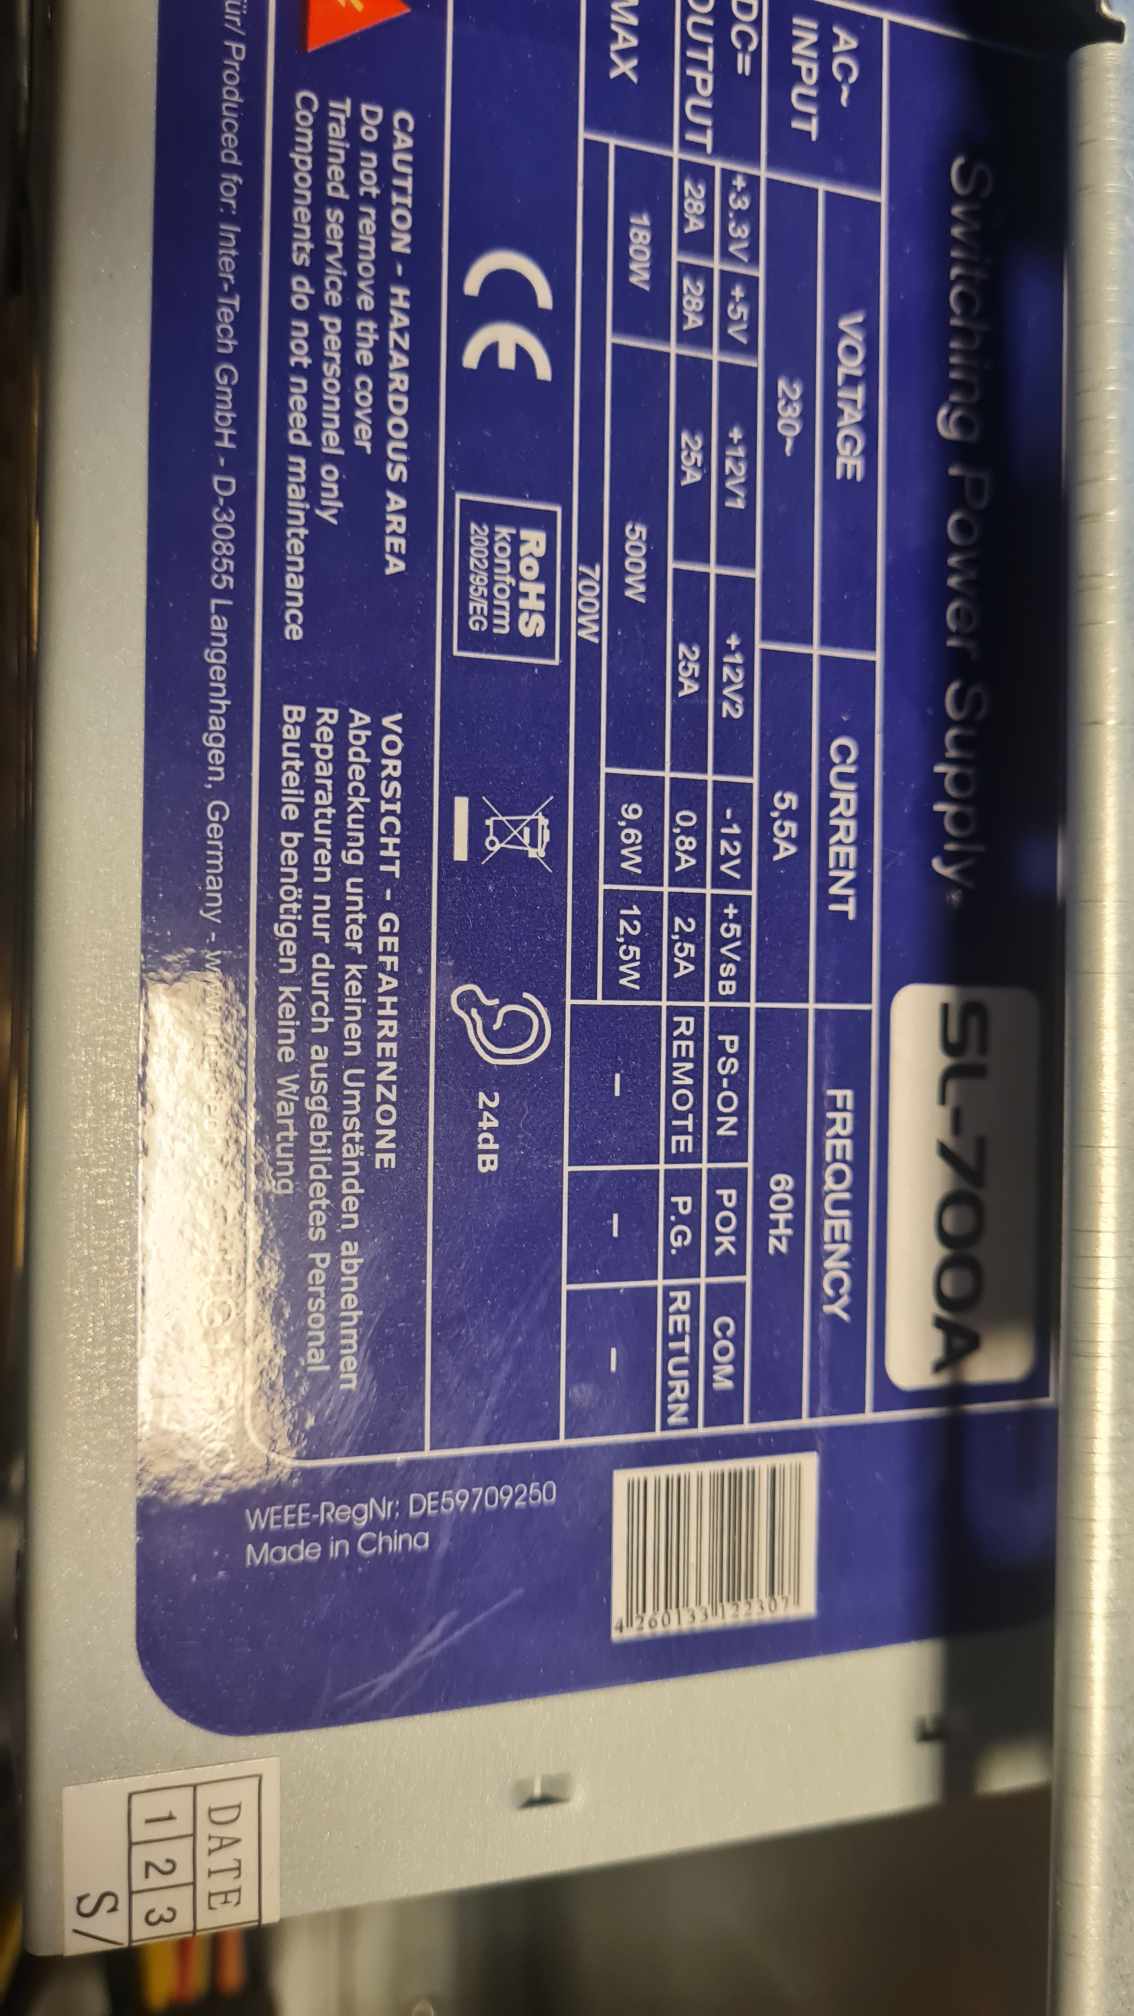 Switching Power Supply
SL-700A
AC~ INPUT
VOLTAGE CURRENT FREQUENCY
230~ 5,5A 60Hz
DC= OUTPUT
+3.3V +5V +12V1 +12V2 -12V +5VSB PS-ON POK COM
28A 28A 25A 25A 0,8A 2,5A REMOTE P.G. RETURN
MAX
180W 500W 9,6W 12,5W – – –
700W
CE
RoHS
konform
2002/95/EG
24dB
CAUTION - HAZARDOUS AREA
Do not remove the cover
Trained service personnel only
Components do not need maintenance
VORSICHT - GEFAHRENZONE
Abdeckung unter keinen Umständen abnehmen
Reparaturen nur durch ausgebildetes Personal
Bauteile benötigen keine Wartung
für/ Produced for: Inter-Tech GmbH - D-30855 Langenhagen, Germany -
4 260133 122307
WEEE-RegNr: DE59709250
Made in China
DATE
1 2 3
S/